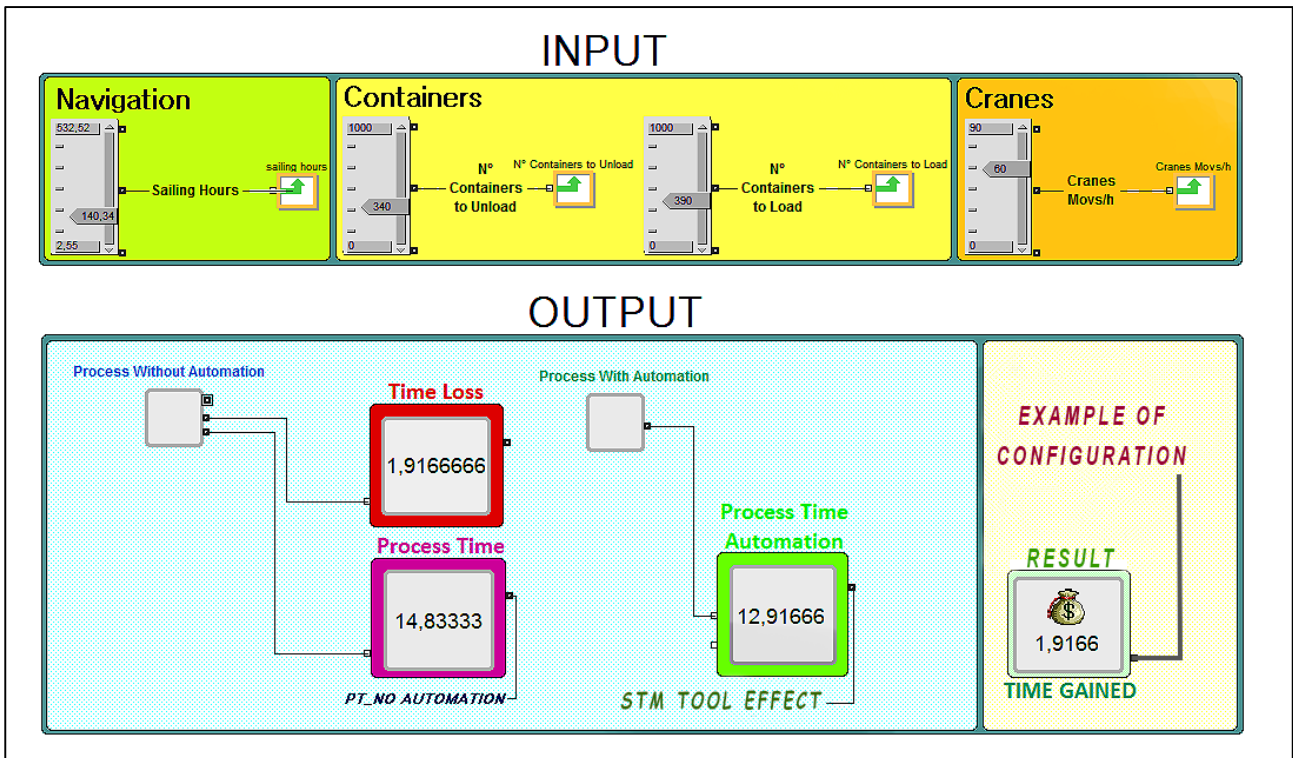 INPUT
Navigation
532,52
sailing hours
Sailing Hours
140,34
2,55
Containers
1000
N° Containers to Unload
N°
Containers
to Unload
340
0
1000
N° Containers to Load
N°
Containers
to Load
390
0
Cranes
90
60
Cranes Movs/h
Cranes
Movs/h
0
OUTPUT
Process Without Automation
Time Loss
1,9166666
Process Time
14,83333
PT_NO AUTOMATION
Process With Automation
Process Time
Automation
12,91666
STM TOOL EFFECT
EXAMPLE OF
CONFIGURATION
RESULT
$
1,9166
TIME GAINED